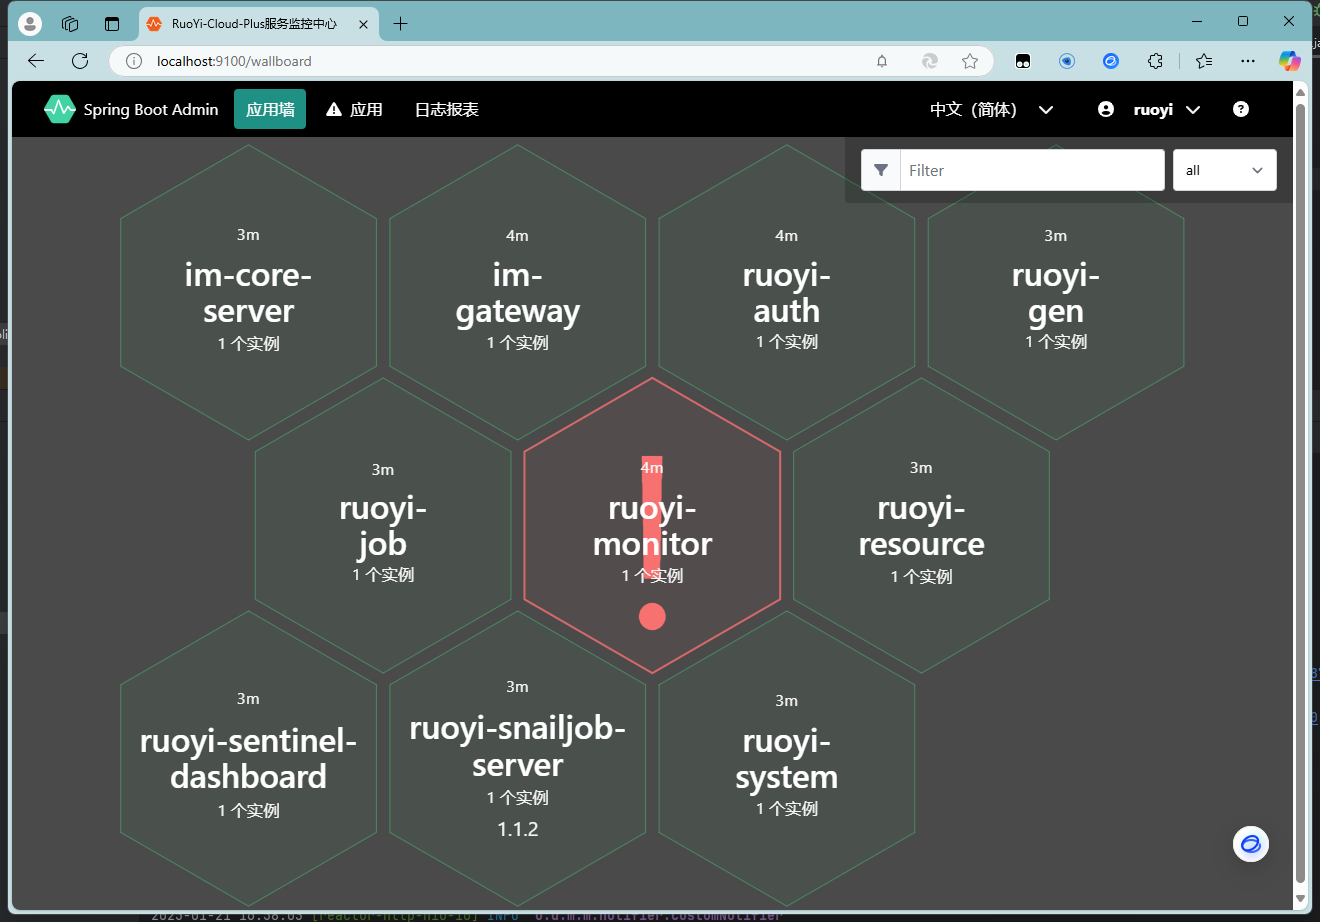 RuoYi-Cloud-Plus服务监控中心
localhost:9100/wallboard
Spring Boot Admin
应用墙
应用
日志报表
中文（简体）
ruoyi
Filter
all
3m
im-core-
server
1 个实例
4m
im-
gateway
1 个实例
4m
ruoyi-
auth
1 个实例
3m
ruoyi-
gen
1 个实例
3m
ruoyi-
job
1 个实例
4m
ruoyi-
monitor
1 个实例
3m
ruoyi-
resource
1 个实例
3m
ruoyi-sentinel-
dashboard
1 个实例
3m
ruoyi-snailjob-
server
1 个实例
1.1.2
3m
ruoyi-
system
1 个实例